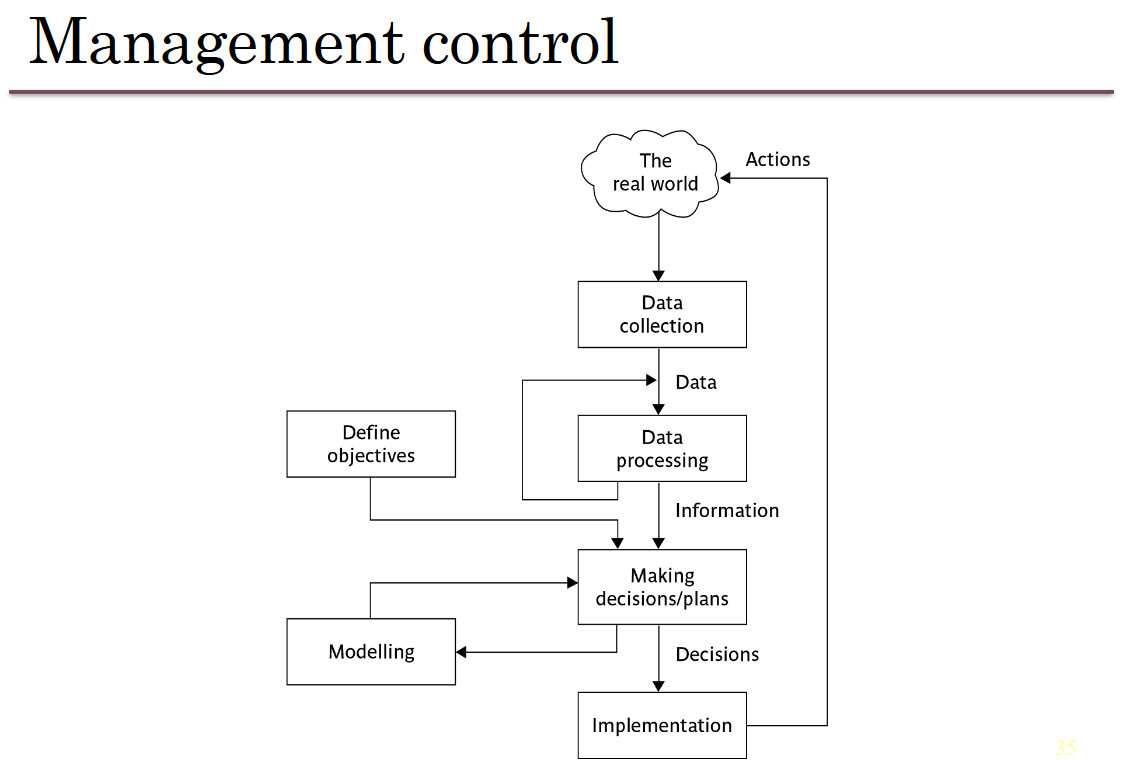 Management control
The
real world
Actions
Data
collection
Data
Data
processing
Define
objectives
Information
Making
decisions/plans
Modelling
Decisions
Implementation
35